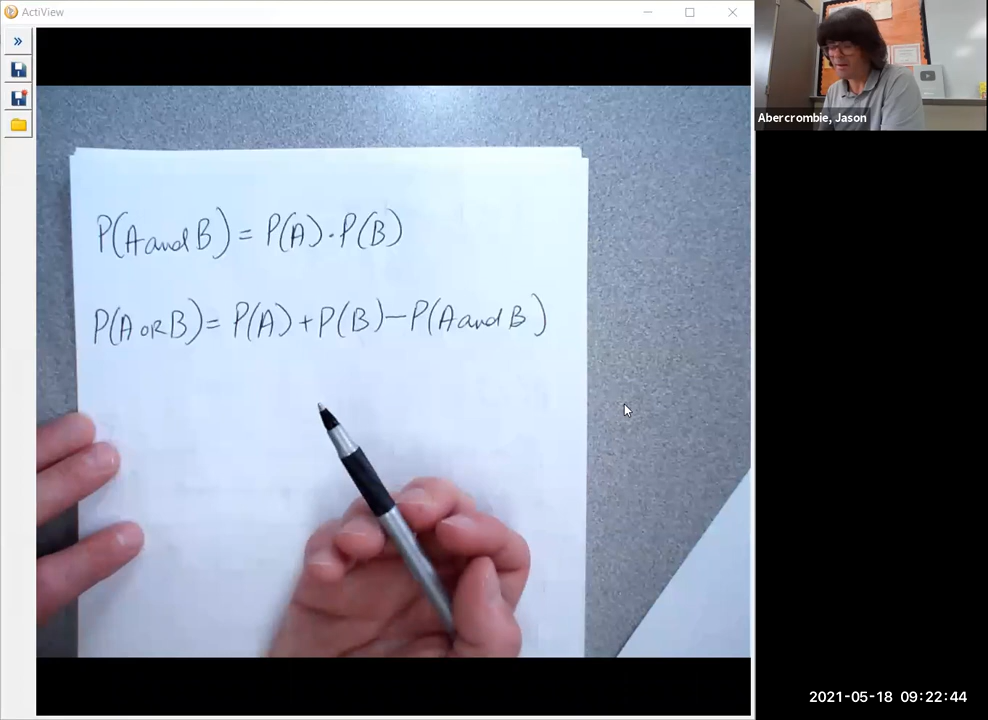 ActiView
P(A and B) = P(A) · P(B)
P(A OR B) = P(A) + P(B) - P(A and B)
Abercrombie, Jason
2021-05-18 09:22:44